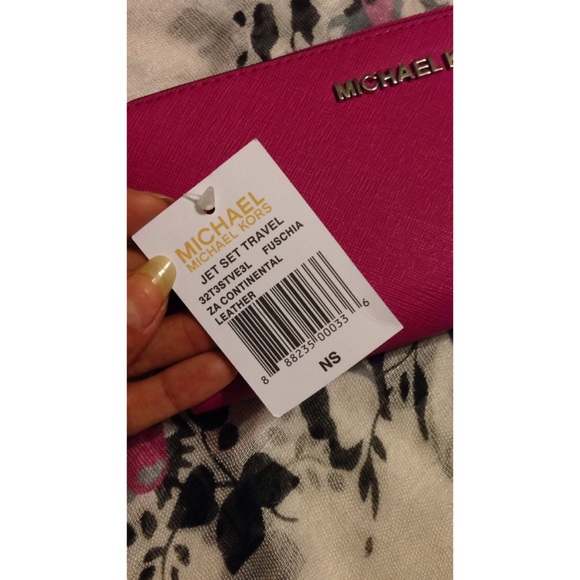 MICHAEL K
MICHAEL
MICHAEL KORS
JET SET TRAVEL
32T3STVE3L FUSCHIA
ZA CONTINENTAL
LEATHER
8 88235 00033 6
NS